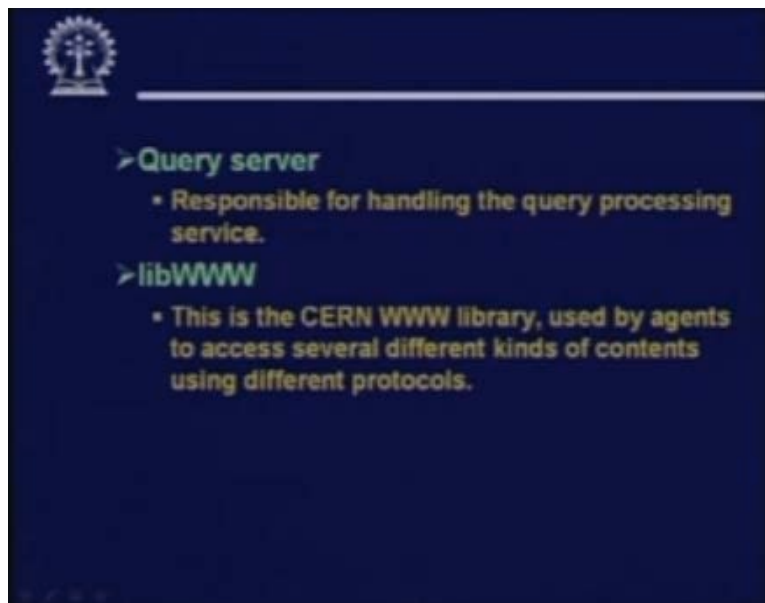 ➢Query server
▪ Responsible for handling the query processing
service.
➢libWWW
▪ This is the CERN WWW library, used by agents
to access several different kinds of contents
using different protocols.